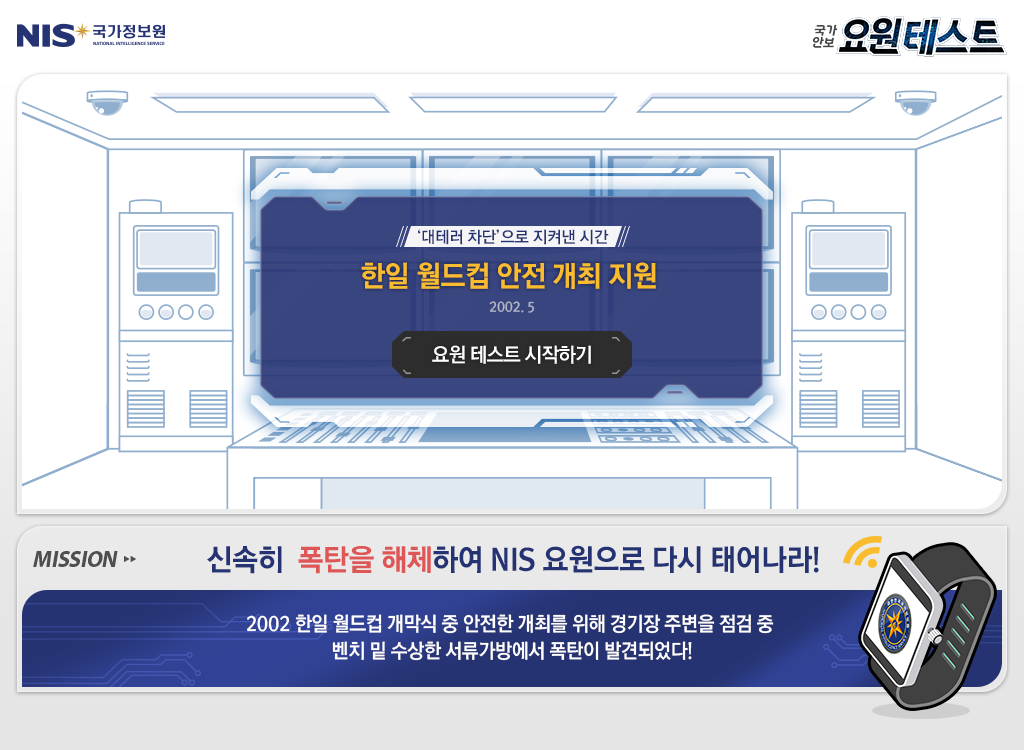 NIS 국가정보원
NATIONAL INTELLIGENCE SERVICE
국가안보 요원테스트
‘대테러 차단’으로 지켜낸 시간
한일 월드컵 안전 개최 지원
2002. 5
요원 테스트 시작하기
MISSION
신속히 폭탄을 해체하여 NIS 요원으로 다시 태어나라!
2002 한일 월드컵 개막식 중 안전한 개최를 위해 경기장 주변을 점검 중
벤치 밑 수상한 서류가방에서 폭탄이 발견되었다!